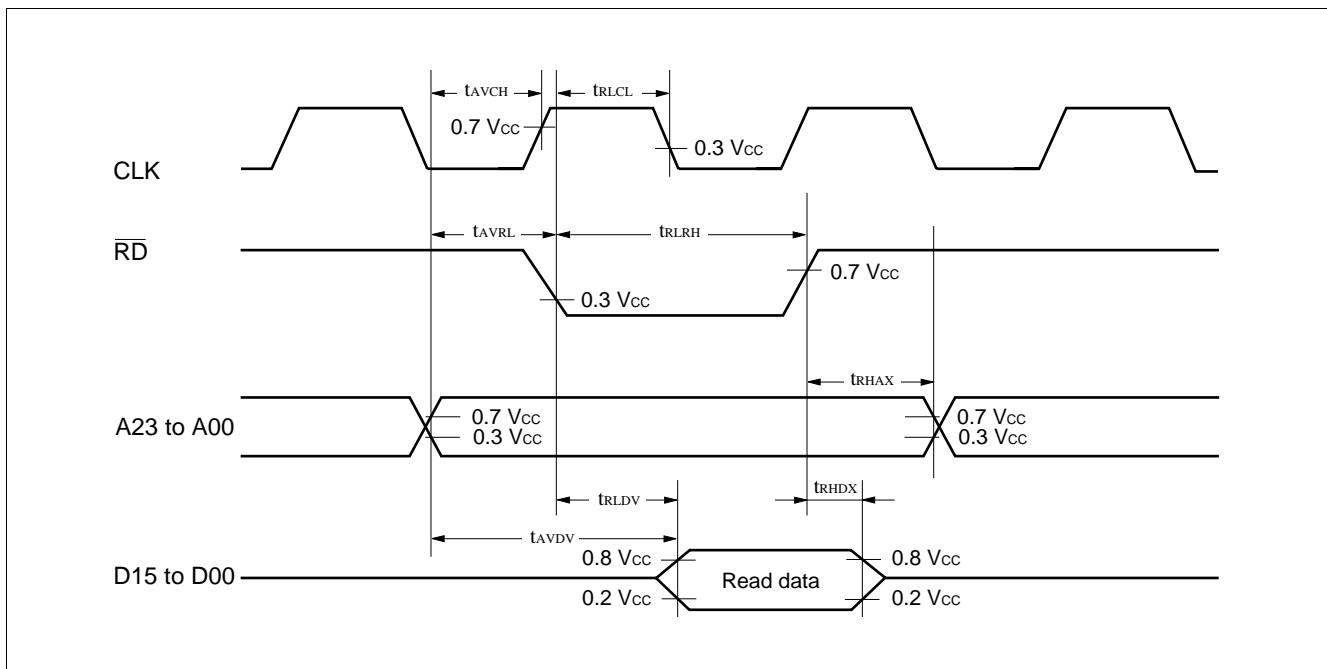 tAVCH
tRLCL
0.7 VCC
0.3 VCC
CLK
tAVRL
tRLRH
RD
0.7 VCC
0.3 VCC
tRHAX
A23 to A00
0.7 VCC
0.3 VCC
0.7 VCC
0.3 VCC
tRLDV
tRHDX
tAVDV
0.8 VCC
0.8 VCC
D15 to D00
Read data
0.2 VCC
0.2 VCC